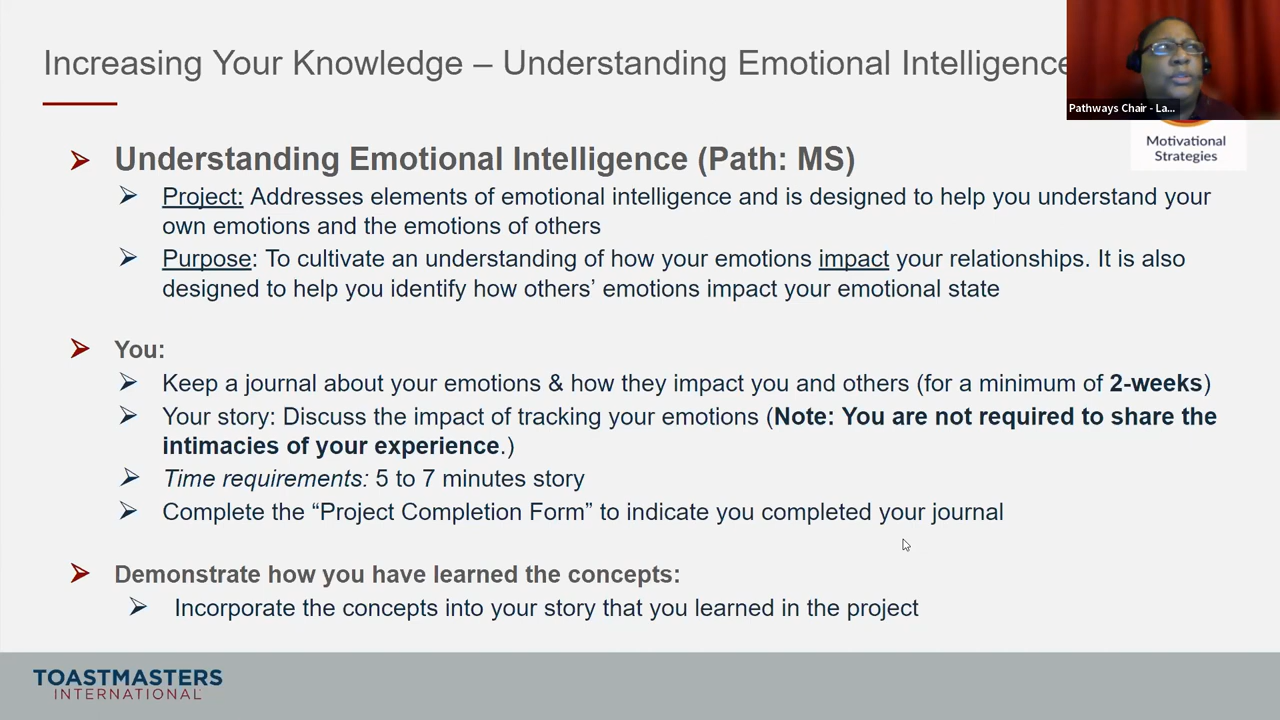 Increasing Your Knowledge – Understanding Emotional Intelligence
Pathways Chair - La...
Motivational
Strategies
Understanding Emotional Intelligence (Path: MS)
Project: Addresses elements of emotional intelligence and is designed to help you understand your
own emotions and the emotions of others
Purpose: To cultivate an understanding of how your emotions impact your relationships. It is also
designed to help you identify how others’ emotions impact your emotional state
You:
Keep a journal about your emotions & how they impact you and others (for a minimum of 2-weeks)
Your story: Discuss the impact of tracking your emotions (Note: You are not required to share the
intimacies of your experience.)
Time requirements: 5 to 7 minutes story
Complete the “Project Completion Form” to indicate you completed your journal
Demonstrate how you have learned the concepts:
Incorporate the concepts into your story that you learned in the project
TOASTMASTERS
INTERNATIONAL